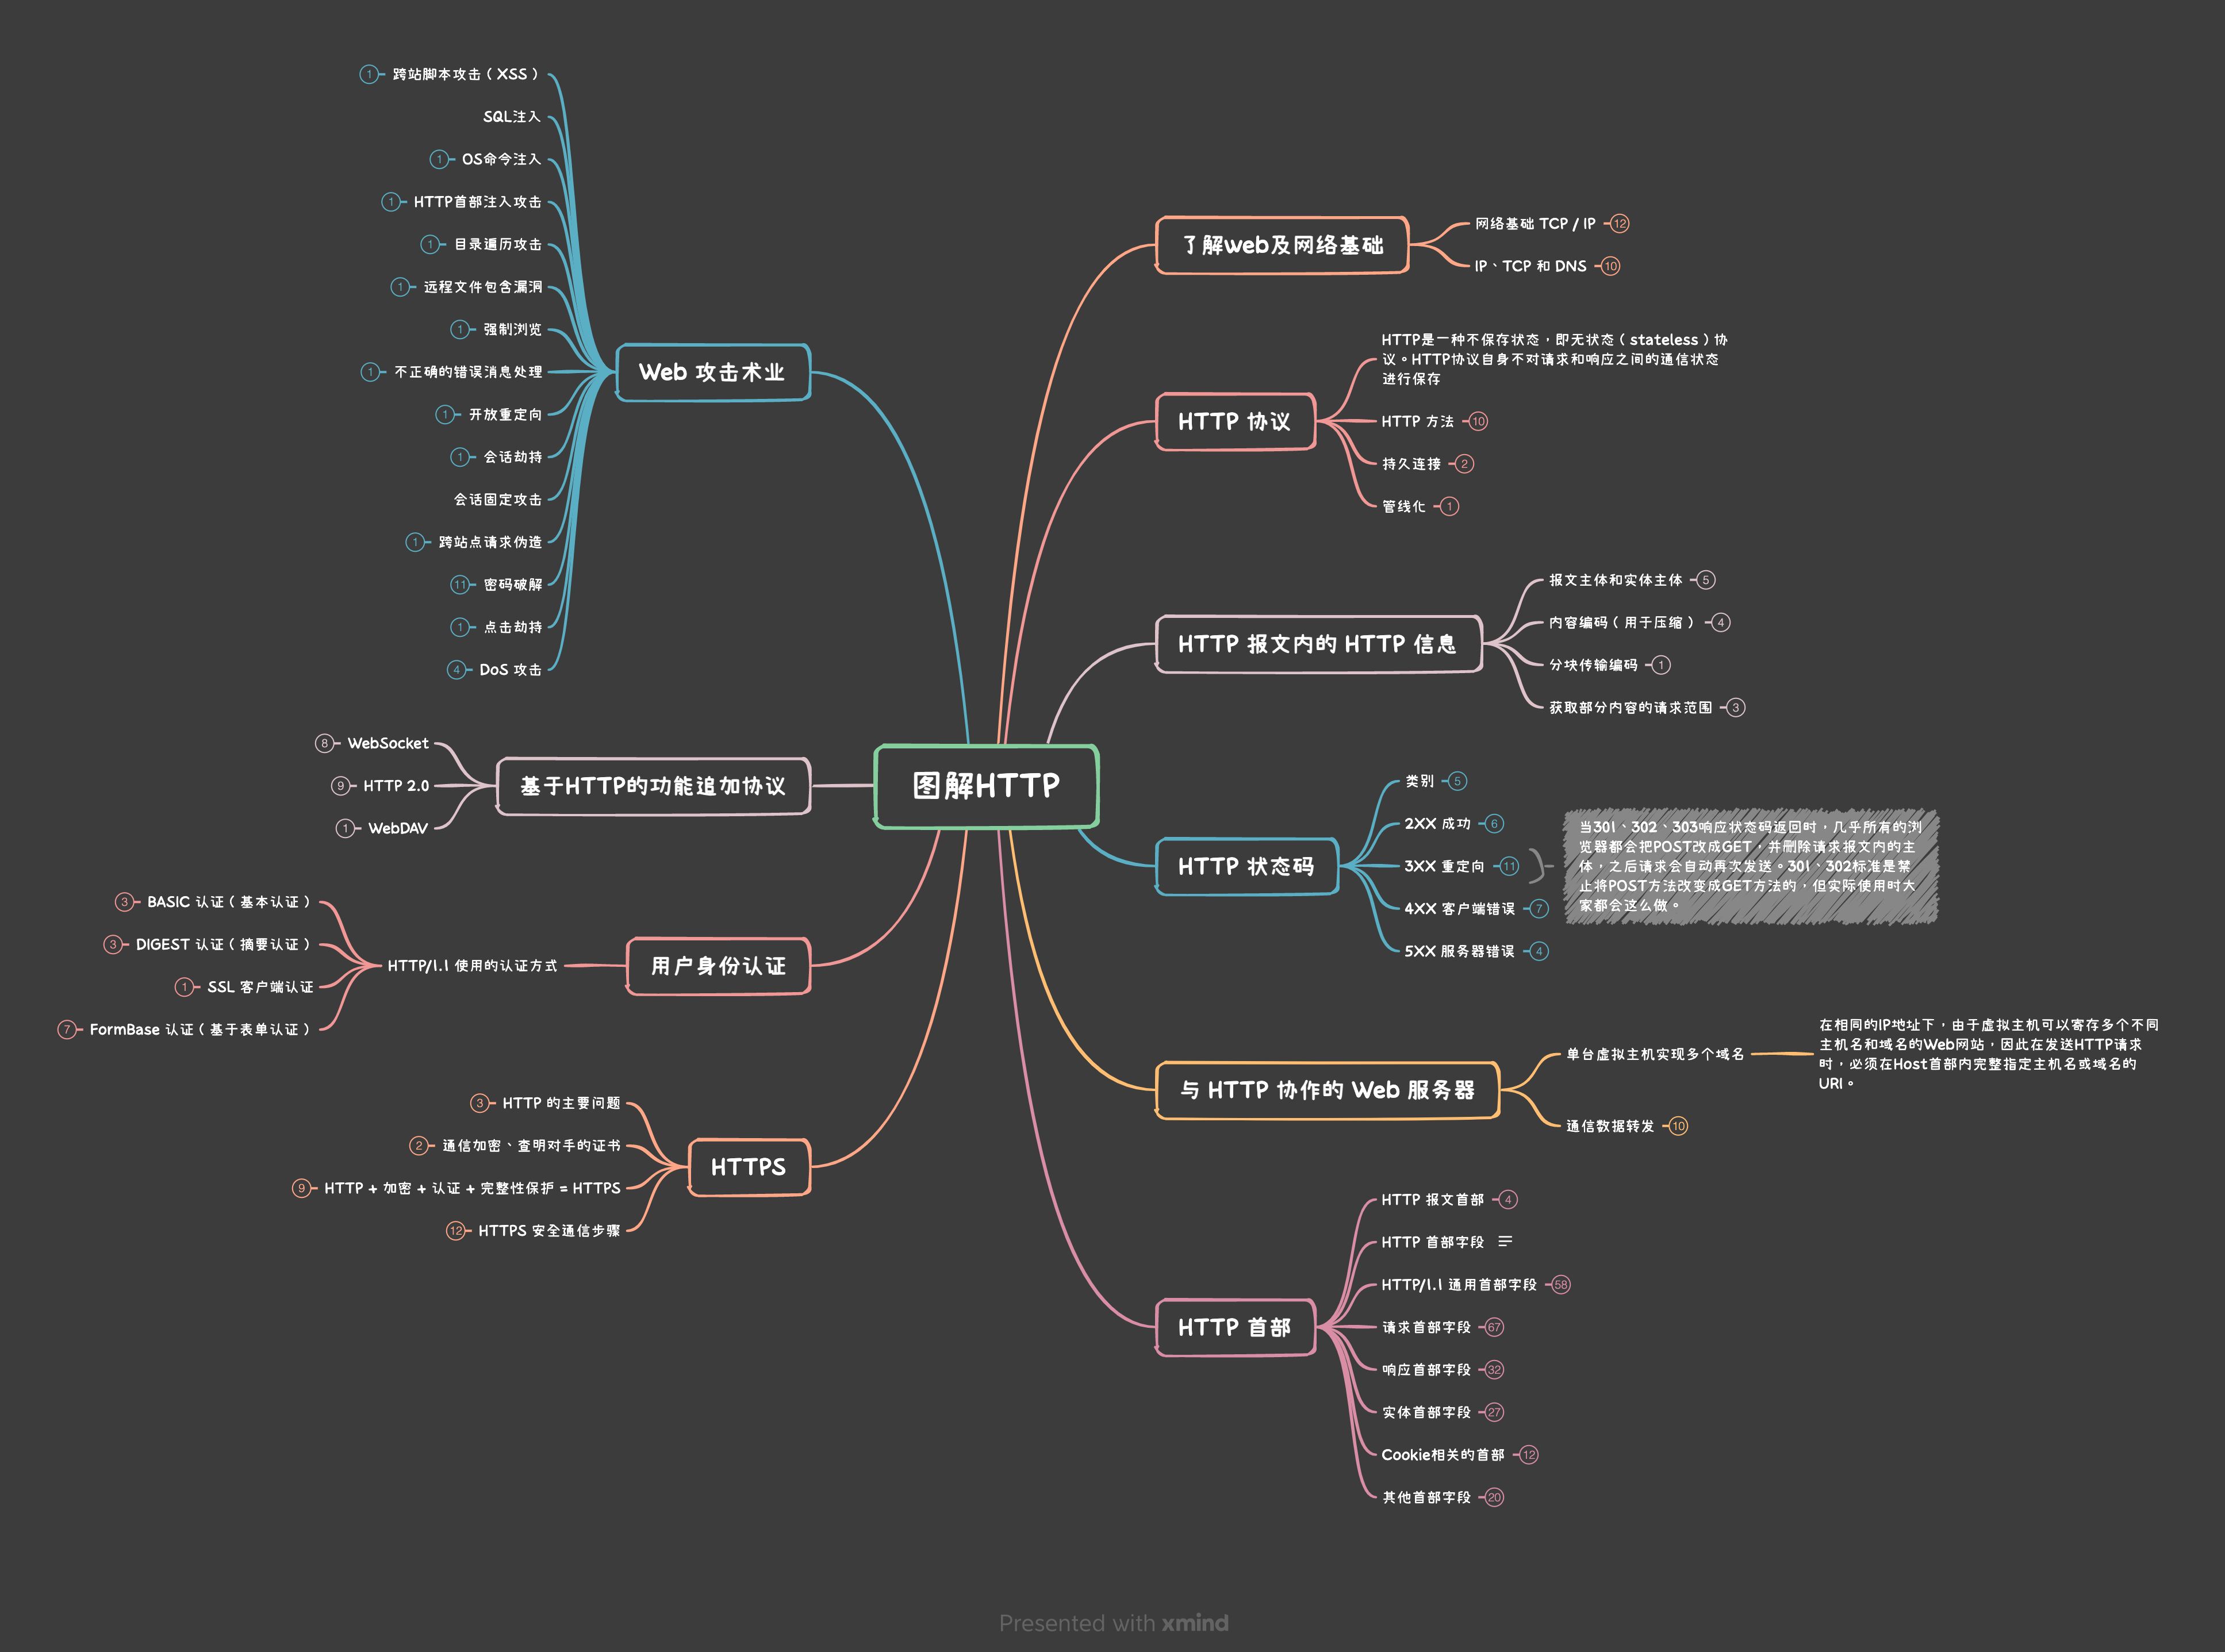 图解HTTP
了解web及网络基础
网络基础 TCP / IP
12
IP、TCP 和 DNS
10
HTTP 协议
HTTP是一种不保存状态，即无状态（stateless）协
议。HTTP协议自身不对请求和响应之间的通信状态
进行保存
HTTP 方法
10
持久连接
2
管线化
1
HTTP 报文内的 HTTP 信息
报文主体和实体主体
5
内容编码（用于压缩）
4
分块传输编码
1
获取部分内容的请求范围
3
HTTP 状态码
类别
5
2XX 成功
6
3XX 重定向
11
当301、302、303响应状态码返回时，几乎所有的浏
览器都会把POST改成GET，并删除请求报文内的主
体，之后请求会自动再次发送。301、302标准是禁
止将POST方法改变成GET方法的，但实际使用时大
家都会这么做。
4XX 客户端错误
7
5XX 服务器错误
4
与 HTTP 协作的 Web 服务器
单台虚拟主机实现多个域名
在相同的IP地址下，由于虚拟主机可以寄存多个不同
主机名和域名的Web网站，因此在发送HTTP请求
时，必须在Host首部内完整指定主机名或域名的
URI。
通信数据转发
10
HTTP 首部
HTTP 报文首部
4
HTTP 首部字段
HTTP/1.1 通用首部字段
58
请求首部字段
67
响应首部字段
32
实体首部字段
27
Cookie相关的首部
12
其他首部字段
20
Web 攻击术业
1
跨站脚本攻击（XSS）
SQL注入
1
OS命令注入
1
HTTP首部注入攻击
1
目录遍历攻击
1
远程文件包含漏洞
1
强制浏览
1
不正确的错误消息处理
1
开放重定向
1
会话劫持
会话固定攻击
1
跨站点请求伪造
11
密码破解
1
点击劫持
4
DoS 攻击
基于HTTP的功能追加协议
8
WebSocket
9
HTTP 2.0
1
WebDAV
用户身份认证
HTTP/1.1 使用的认证方式
3
BASIC 认证（基本认证）
3
DIGEST 认证（摘要认证）
1
SSL 客户端认证
7
FormBase 认证（基于表单认证）
HTTPS
3
HTTP 的主要问题
2
通信加密、查明对手的证书
9
HTTP + 加密 + 认证 + 完整性保护 = HTTPS
12
HTTPS 安全通信步骤
Presented with xmind